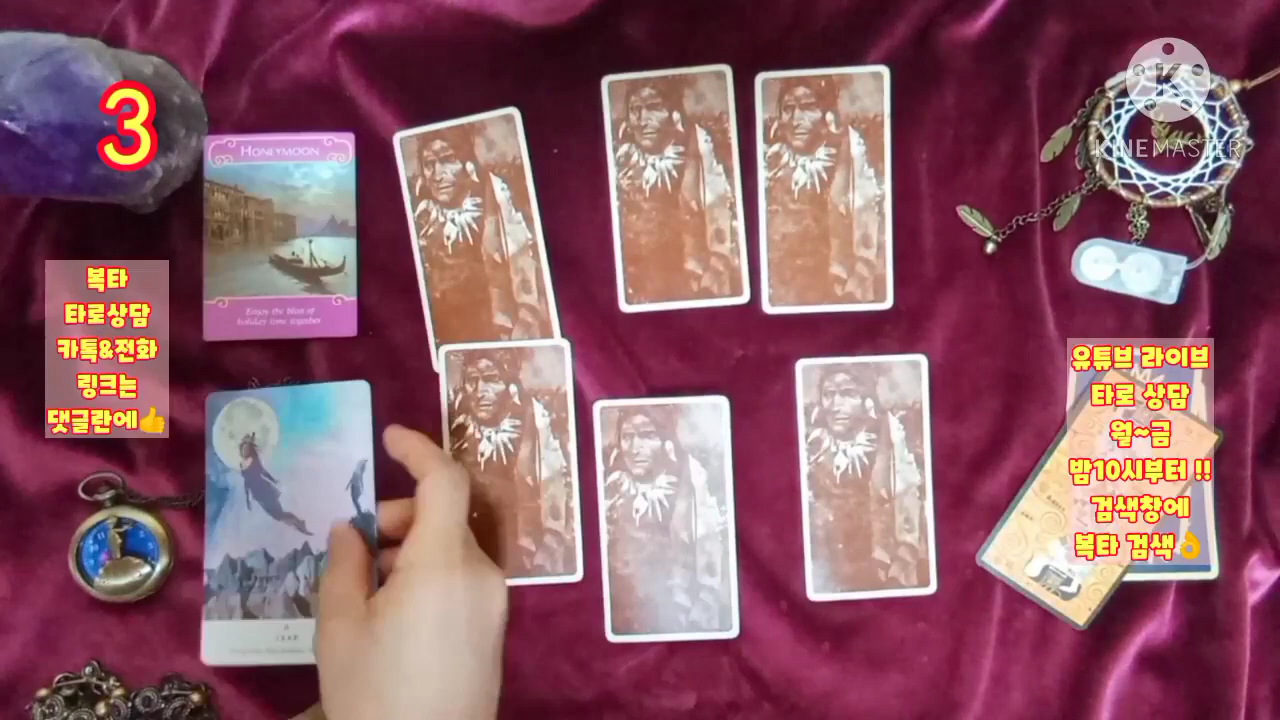 3
HONEYMOON
Enjoy the bliss of
holiday time together
복타
타로상담
카톡&전화
링크는
댓글란에👍
K
KINEMASTER
유튜브 라이브
타로 상담
월~금
밤10시부터 !!
검색창에
복타 검색👌
LEAP